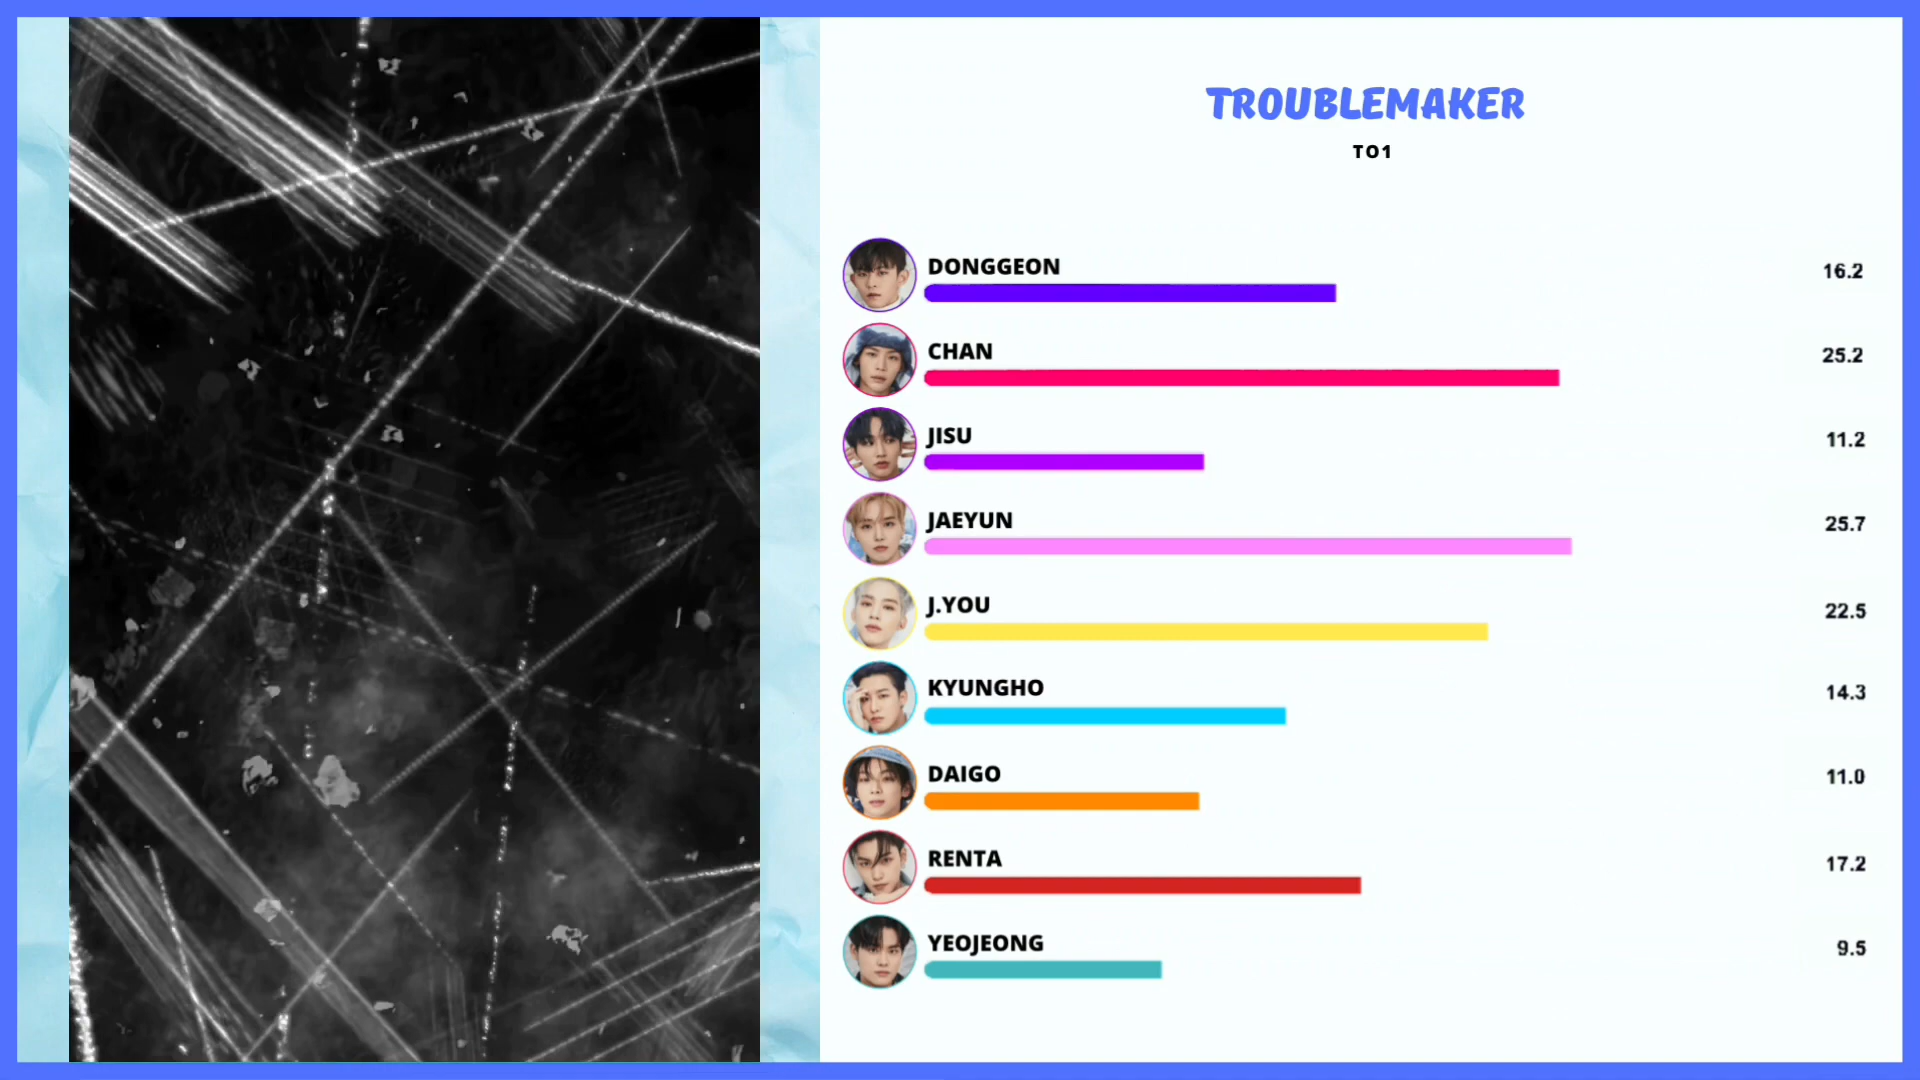 TROUBLEMAKER
TO1
DONGGEON 16.2
CHAN 25.2
JISU 11.2
JAEYUN 25.7
J.YOU 22.5
KYUNGHO 14.3
DAIGO 11.0
RENTA 17.2
YEOJEONG 9.5